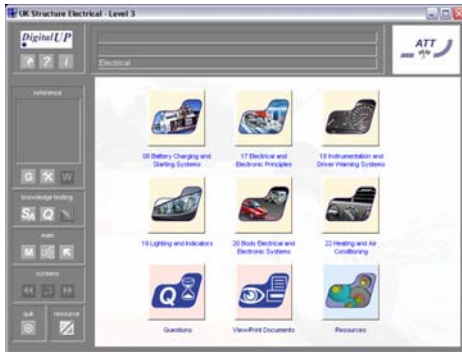 UK Structure Electrical - Level 3
DigitalUP
ATT
? i
Electrical
reference
G W
knowledge testing
SA Q
main
M
screens
quit resource
08 Battery Charging and
Starting Systems
17 Electrical and
Electronic Principles
18 Instrumentation and
Driver Warning Systems
19 Lighting and Indicators
20 Body Electrical and
Electronic Systems
22 Heating and Air
Conditioning
Q
Questions
View/Print Documents
Resources